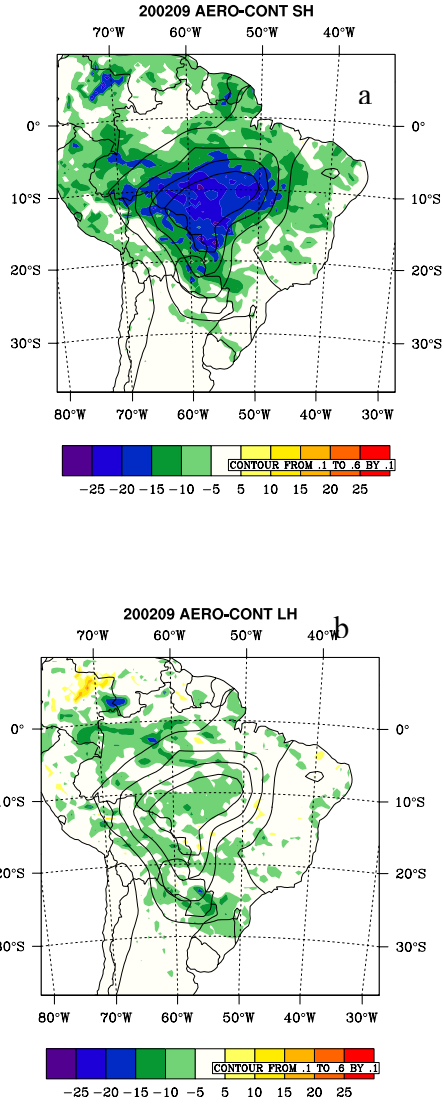 200209 AERO-CONT SH
70°W 60°W 50°W 40°W
a
0° 0°
10°S 10°S
20°S 20°S
30°S 30°S
80°W 70°W 60°W 50°W 40°W 30°W
CONTOUR FROM .1 TO .6 BY .1
-25 -20 -15 -10 -5 5 10 15 20 25
200209 AERO-CONT LH
b
70°W 60°W 50°W 40°W
0° 0°
10°S 10°S
20°S 20°S
30°S 30°S
80°W 70°W 60°W 50°W 40°W 30°W
CONTOUR FROM .1 TO .6 BY .1
-25 -20 -15 -10 -5 5 10 15 20 25